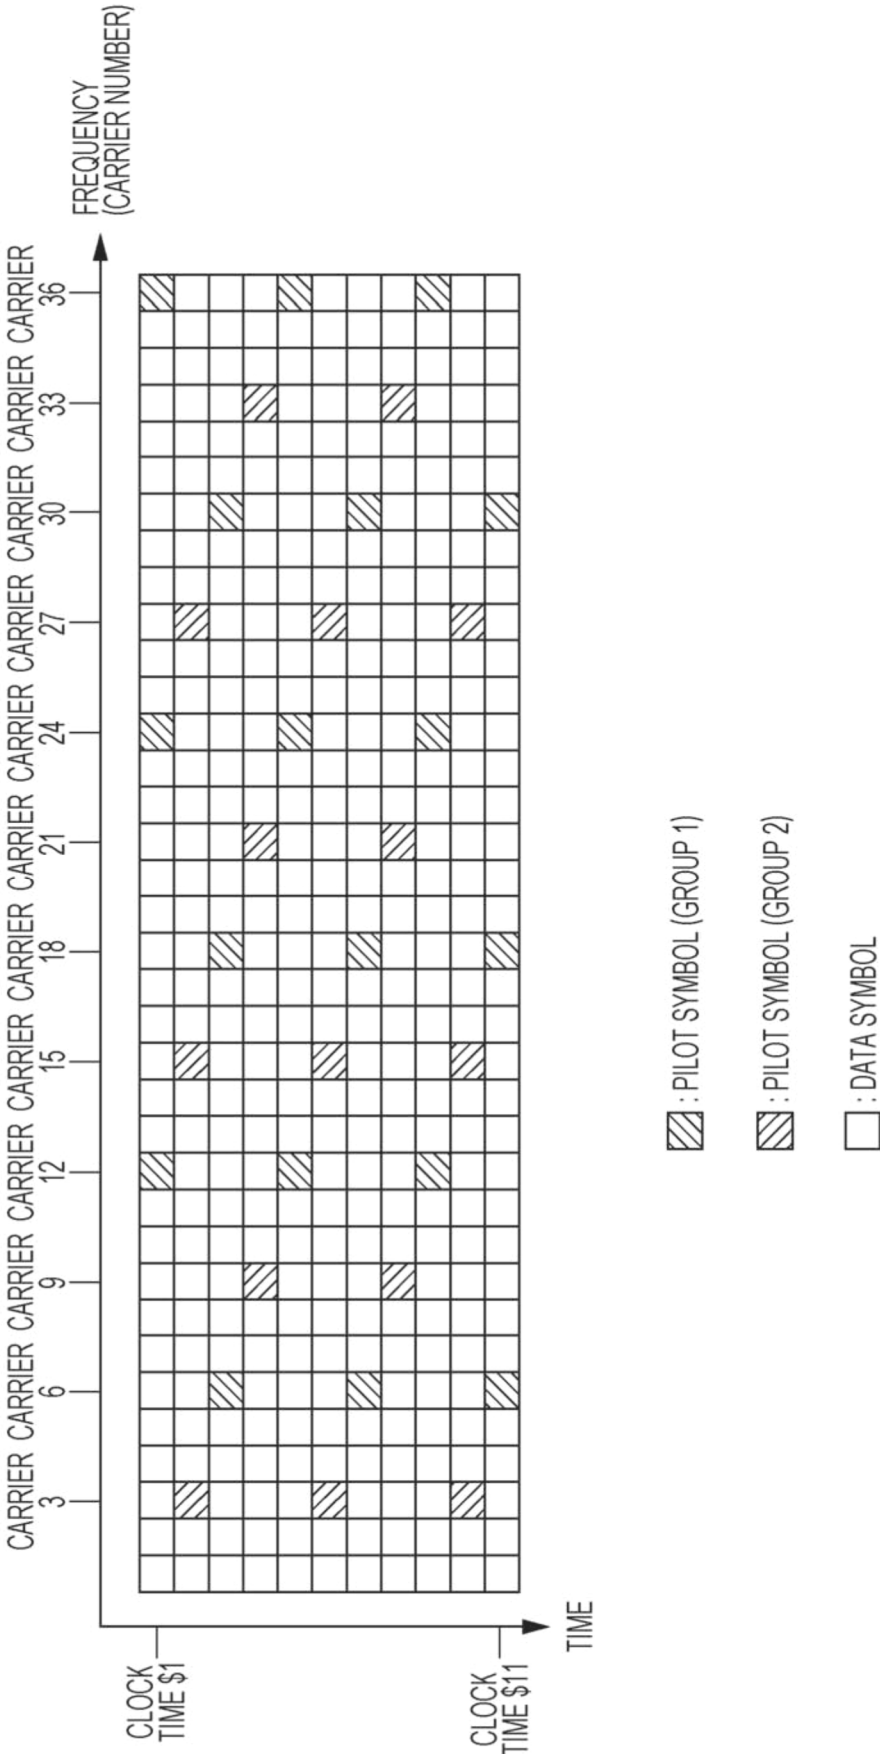 FREQUENCY
(CARRIER NUMBER)
CARRIER CARRIER CARRIER CARRIER CARRIER CARRIER CARRIER CARRIER CARRIER CARRIER CARRIER CARRIER
3 6 9 12 15 18 21 24 27 30 33 36
CLOCK
TIME $1
CLOCK
TIME $11
TIME
: PILOT SYMBOL (GROUP 1)
: PILOT SYMBOL (GROUP 2)
: DATA SYMBOL